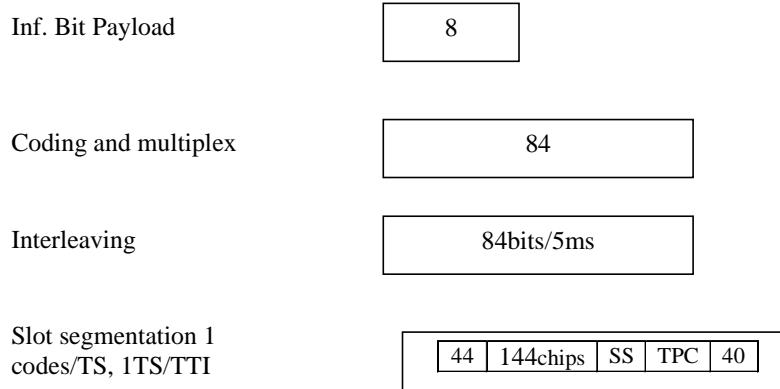 Inf. Bit Payload
8
Coding and multiplex
84
Interleaving
84bits/5ms
Slot segmentation 1
codes/TS, 1TS/TTI
44 144chips SS TPC 40